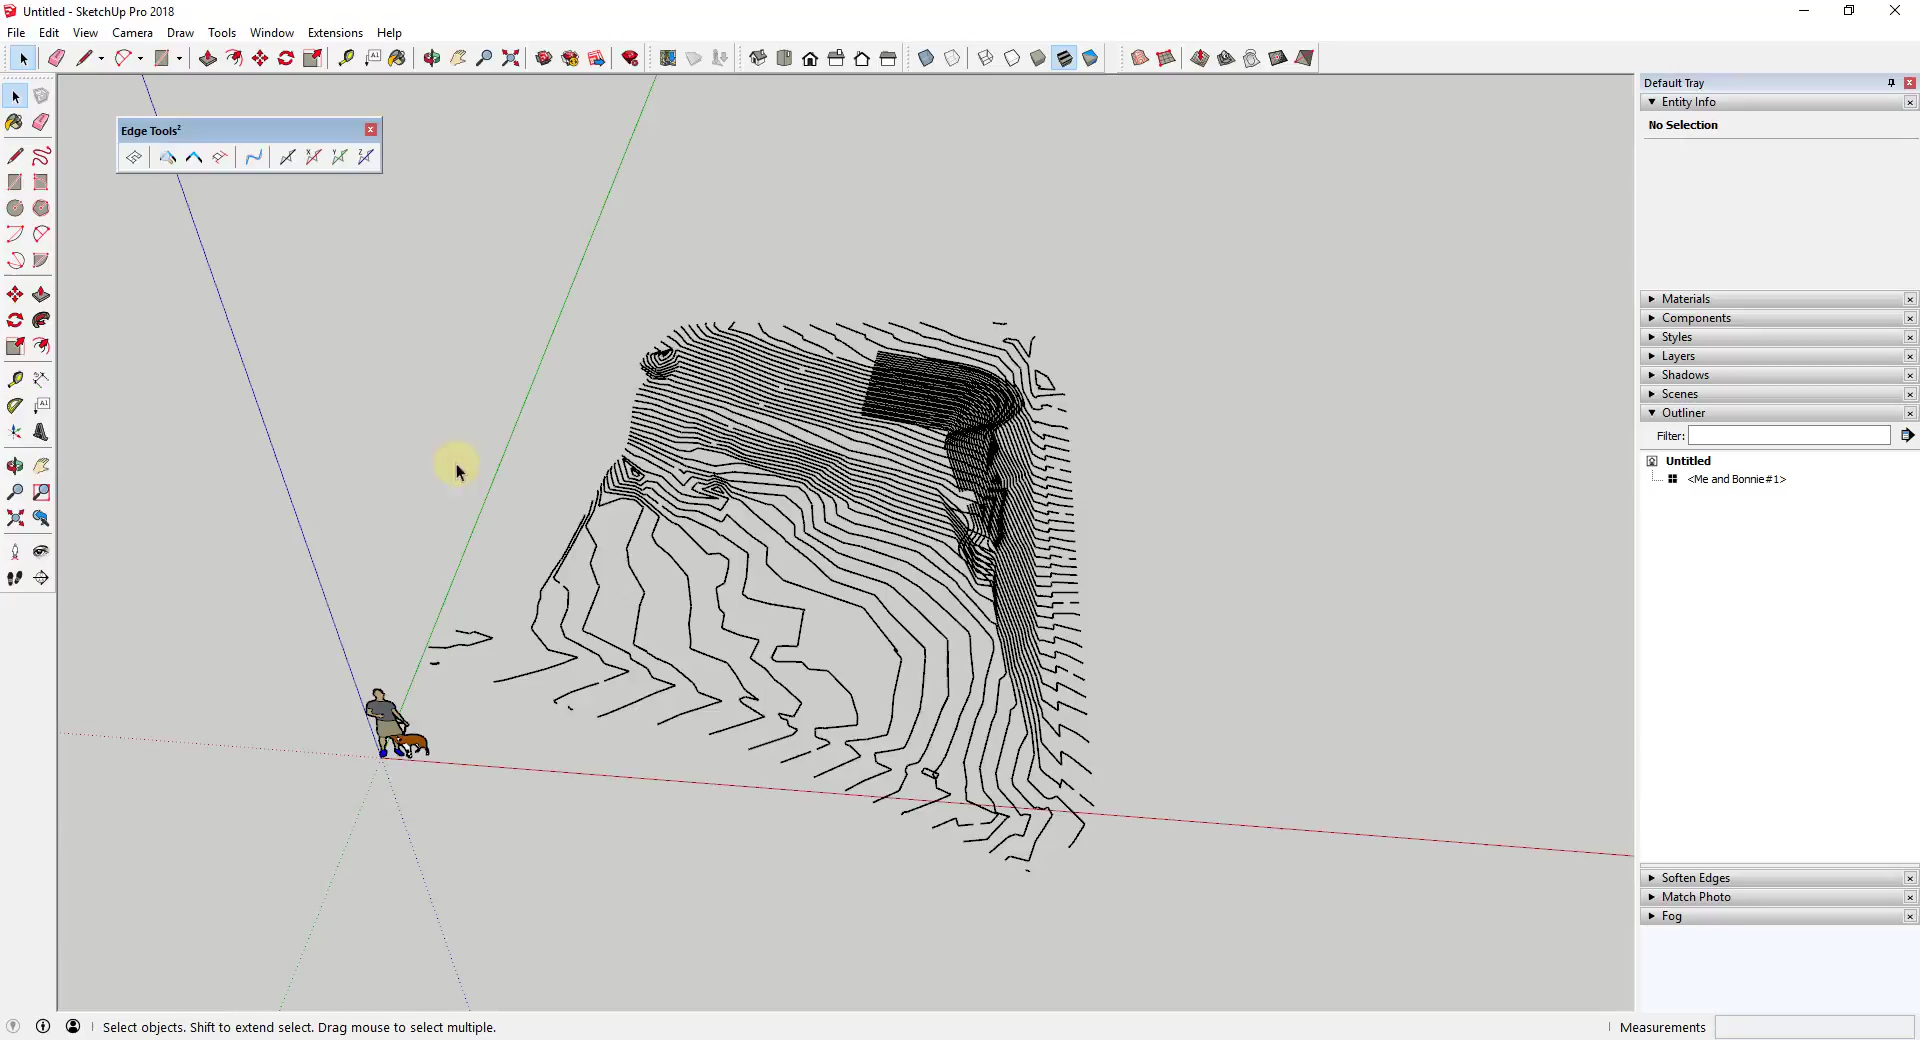 Untitled - SketchUp Pro 2018
File Edit View Camera Draw Tools Window Extensions Help
Default Tray
Entity Info
No Selection
Edge Tools²
Materials
Components
Styles
Layers
Shadows
Scenes
Outliner
Filter:
Untitled
<Me and Bonnie#1>
Soften Edges
Match Photo
Fog
Select objects. Shift to extend select. Drag mouse to select multiple.
Measurements